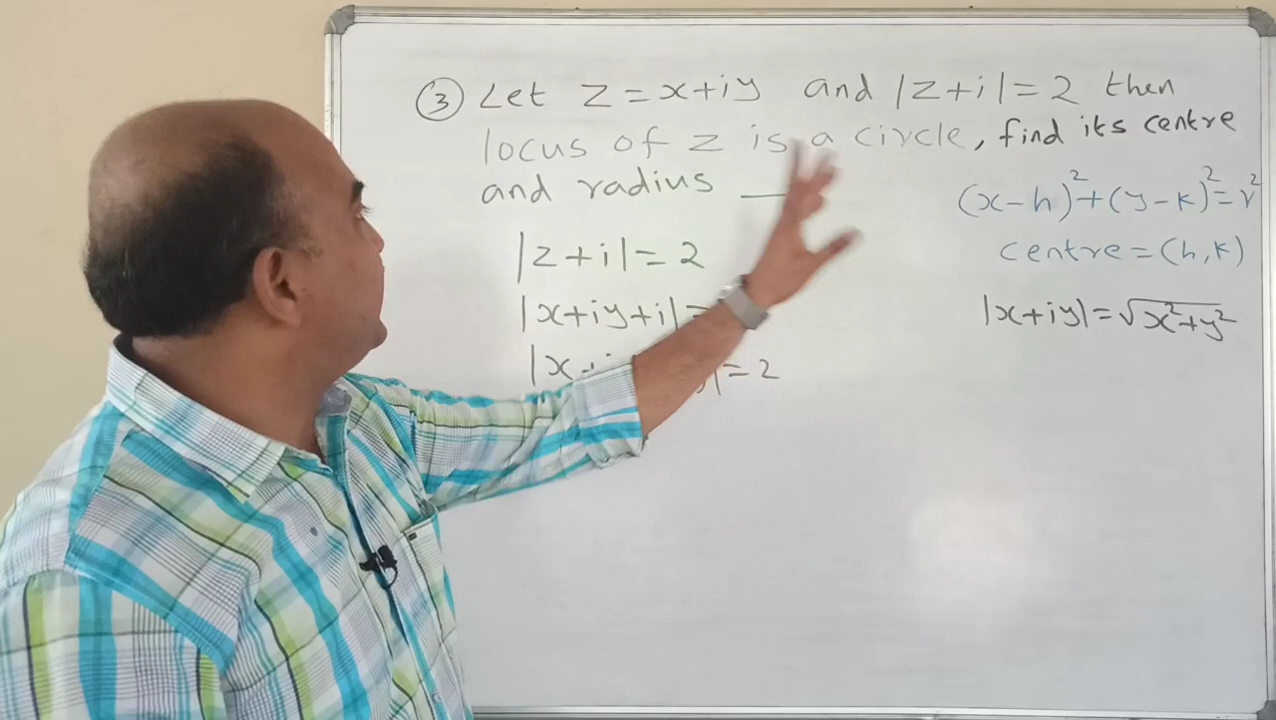 ③ Let z=x+iy and |z+i|=2 then
locus of z is a circle, find its centre
and radius __
(x-h)²+(y-k)²=r²
|z+i|=2
centre=(h,k)
|x+iy+i|=
|x+iy|=√x²+y²
|x+ |=2